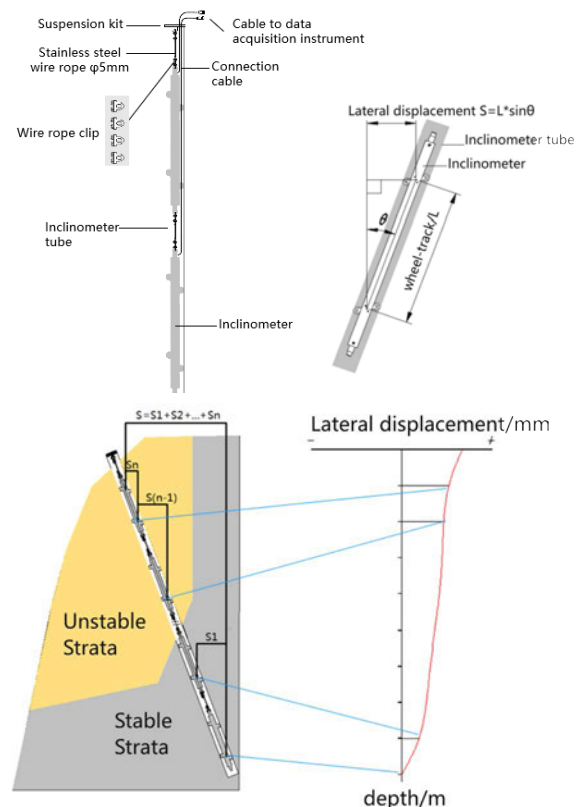 Suspension kit
Cable to data
acquisition instrument
Stainless steel
wire rope φ5mm
Connection
cable
Wire rope clip
Inclinometer
tube
Inclinometer
Lateral displacement S=L*sinθ
Inclinometer tube
Inclinometer
θ
wheel-track/L
S=S1+S2+...+Sn
Sn
S(n-1)
S1
Unstable
Strata
Stable
Strata
Lateral displacement/mm
- +
depth/m